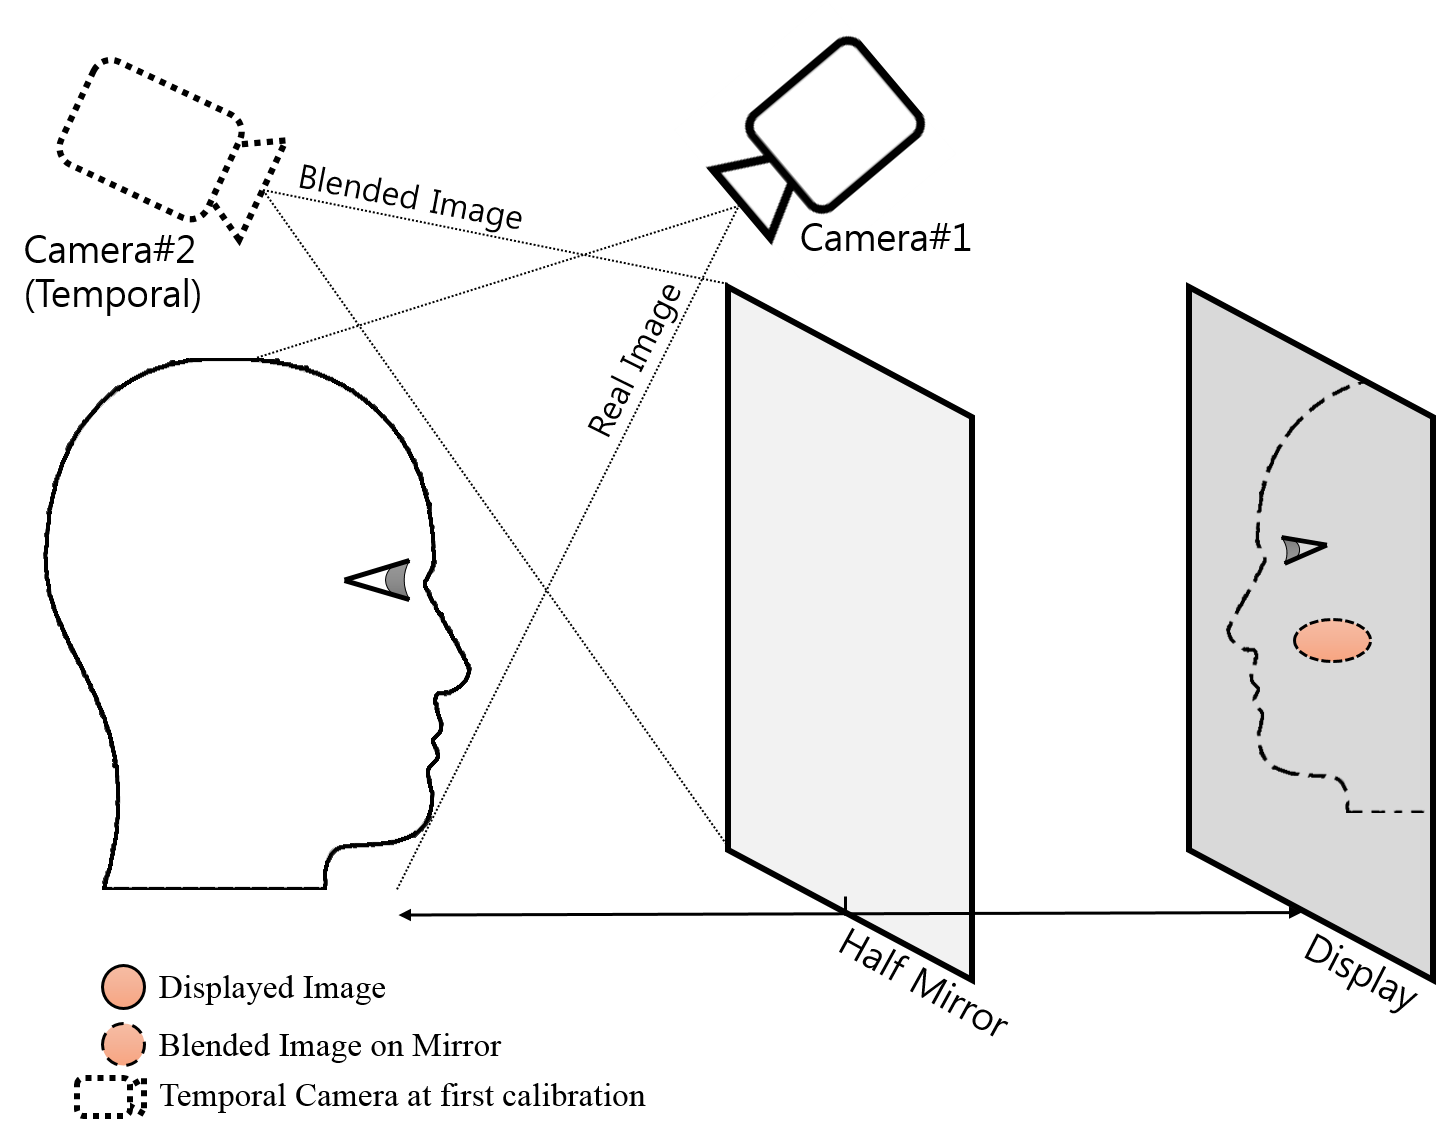 Blended Image
Camera#1
Camera#2
(Temporal)
Real Image
Half Mirror
Display
Displayed Image
Blended Image on Mirror
Temporal Camera at first calibration